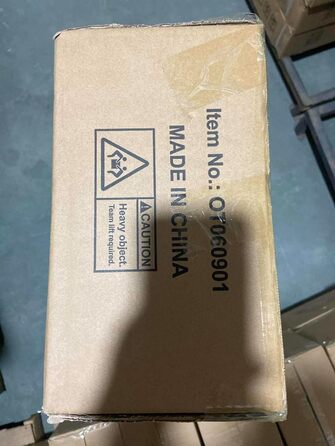 Item No.: OT060901
MADE IN CHINA
CAUTION
Heavy object.
Team lift required.